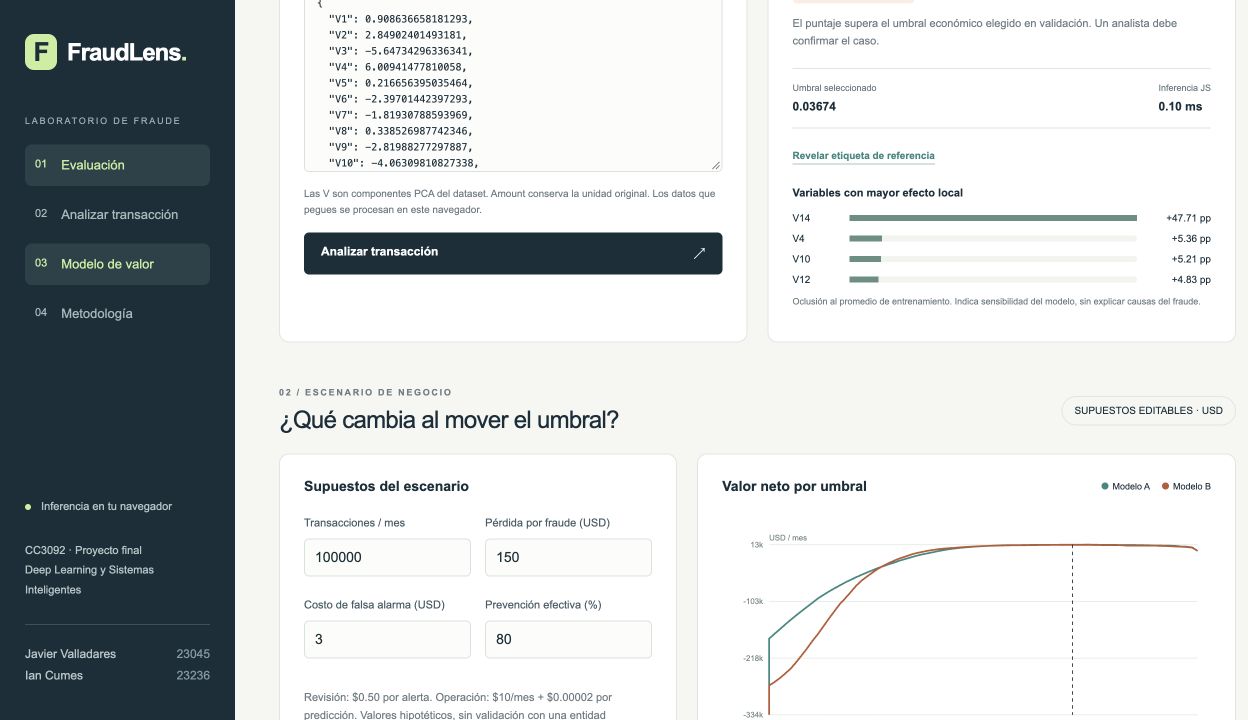 F FraudLens.
LABORATORIO DE FRAUDE
01 Evaluación
02 Analizar transacción
03 Modelo de valor
04 Metodología
Inferencia en tu navegador
CC3092 · Proyecto final
Deep Learning y Sistemas
Inteligentes
Javier Valladares 23045
Ian Cumes 23236
{
"V1": 0.908636658181293,
"V2": 2.84902401493181,
"V3": -5.64734296336341,
"V4": 6.00941477810058,
"V5": 0.216656395035464,
"V6": -2.39701442397293,
"V7": -1.81930788593969,
"V8": 0.338526987742346,
"V9": -2.81988277297887,
"V10": -4.06309810827338,
Las V son componentes PCA del dataset. Amount conserva la unidad original. Los datos que
pegues se procesan en este navegador.
Analizar transacción ↗
El puntaje supera el umbral económico elegido en validación. Un analista debe
confirmar el caso.
Umbral seleccionado
0.03674
Inferencia JS
0.10 ms
Revelar etiqueta de referencia
Variables con mayor efecto local
V14 +47.71 pp
V4 +5.36 pp
V10 +5.21 pp
V12 +4.83 pp
Oclusión al promedio de entrenamiento. Indica sensibilidad del modelo, sin explicar causas del fraude.
02 / ESCENARIO DE NEGOCIO
¿Qué cambia al mover el umbral?
SUPUESTOS EDITABLES · USD
Supuestos del escenario
Transacciones / mes
100000
Pérdida por fraude (USD)
150
Costo de falsa alarma (USD)
3
Prevención efectiva (%)
80
Revisión: $0.50 por alerta. Operación: $10/mes + $0.00002 por
predicción. Valores hipotéticos, sin validación con una entidad
Valor neto por umbral
Modelo A
Modelo B
USD / mes
13k
-103k
-218k
-334k